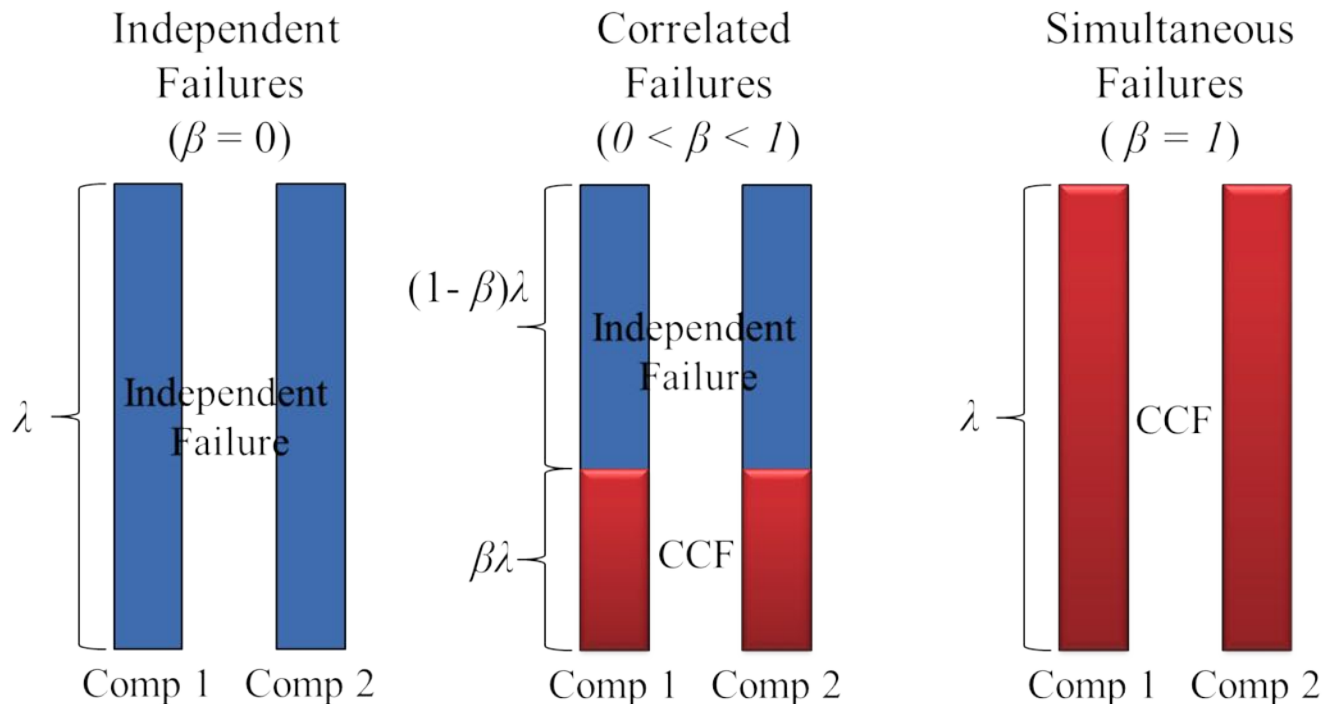 Independent
Failures
(β = 0)
λ
Independent
Failure
Comp 1
Comp 2
Correlated
Failures
(0 < β < 1)
(1- β)λ
Independent
Failure
βλ
CCF
Comp 1
Comp 2
Simultaneous
Failures
( β = 1)
λ
CCF
Comp 1
Comp 2